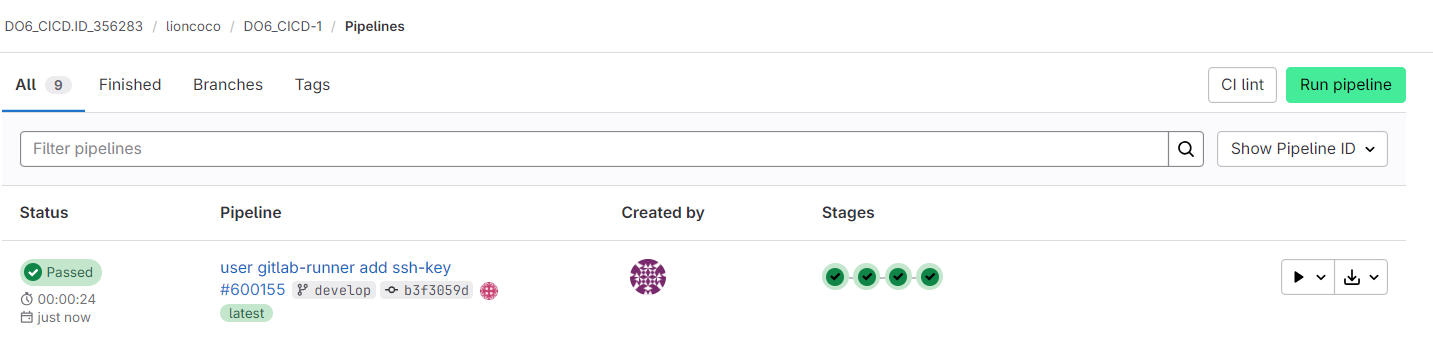 DO6_CICD.ID_356283 / lioncoco / DO6_CICD-1 / Pipelines
All 9 Finished Branches Tags CI lint Run pipeline
Filter pipelines Show Pipeline ID
Status Pipeline Created by Stages
Passed user gitlab-runner add ssh-key
00:00:24 #600155 develop b3f3059d
just now latest